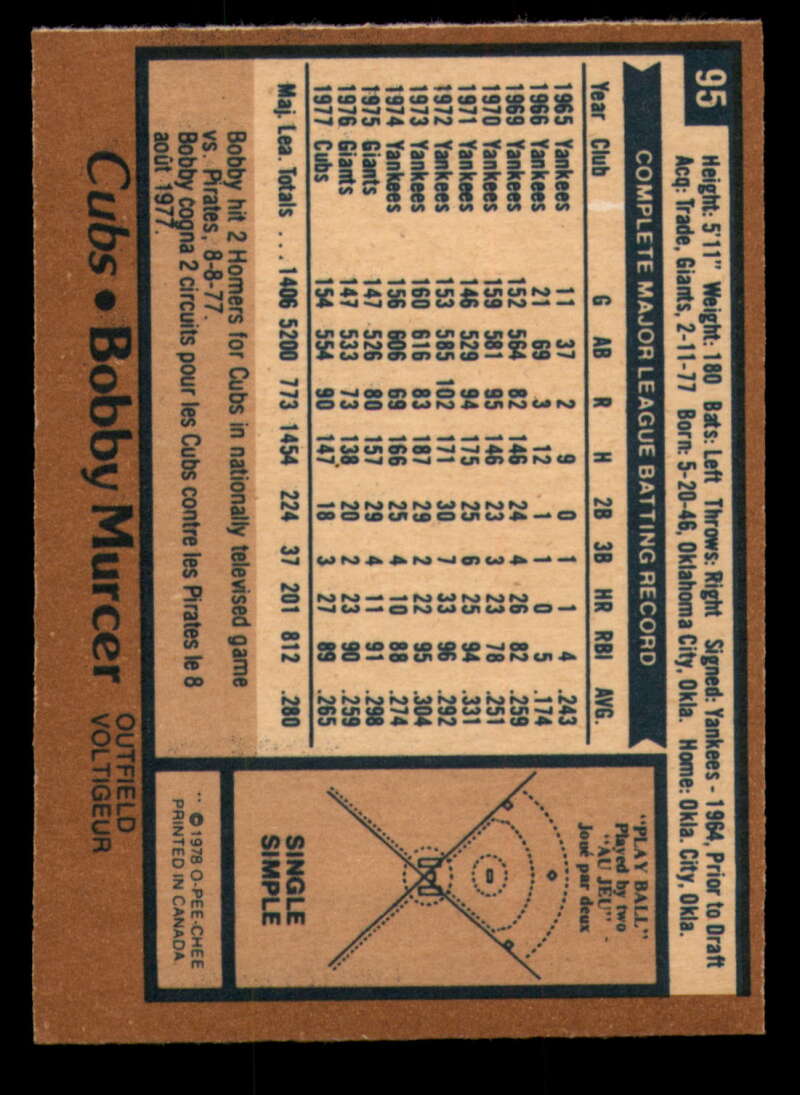 95
Height: 5'11" Weight: 180 Bats: Left Throws: Right Signed: Yankees - 1964, Prior to Draft
Acq: Trade, Giants, 2-11-77 Born: 5-20-46, Oklahoma City, Okla. Home: Okla. City, Okla.
COMPLETE MAJOR LEAGUE BATTING RECORD
Year Club G AB R H 2B 3B HR RBI AVG.
1965 Yankees 11 37 2 9 0 1 1 4 .243
1966 Yankees 21 69 3 12 1 1 0 5 .174
1969 Yankees 152 564 82 146 24 4 26 82 .259
1970 Yankees 159 581 95 146 23 3 23 78 .251
1971 Yankees 146 529 94 175 25 6 25 94 .331
1972 Yankees 153 585 102 171 30 7 33 96 .292
1973 Yankees 160 616 83 187 29 2 22 95 .304
1974 Yankees 156 606 69 166 25 4 10 88 .274
1975 Giants 147 526 80 157 29 4 11 91 .298
1976 Giants 147 533 73 138 20 2 23 90 .259
1977 Cubs 154 554 90 147 18 3 27 89 .265
Maj. Lea. Totals ... 1406 5200 773 1454 224 37 201 812 .280
Bobby hit 2 Homers for Cubs in nationally televised game
vs. Pirates, 8-8-77.
Bobby cogna 2 circuits pour les Cubs contre les Pirates le 8
août 1977.
"PLAY BALL"
Played by two
"AU JEU" -
Joué par deux
SINGLE
SIMPLE
** © 1978 O-PEE-CHEE
PRINTED IN CANADA
Cubs • Bobby Murcer
OUTFIELD
VOLTIGEUR